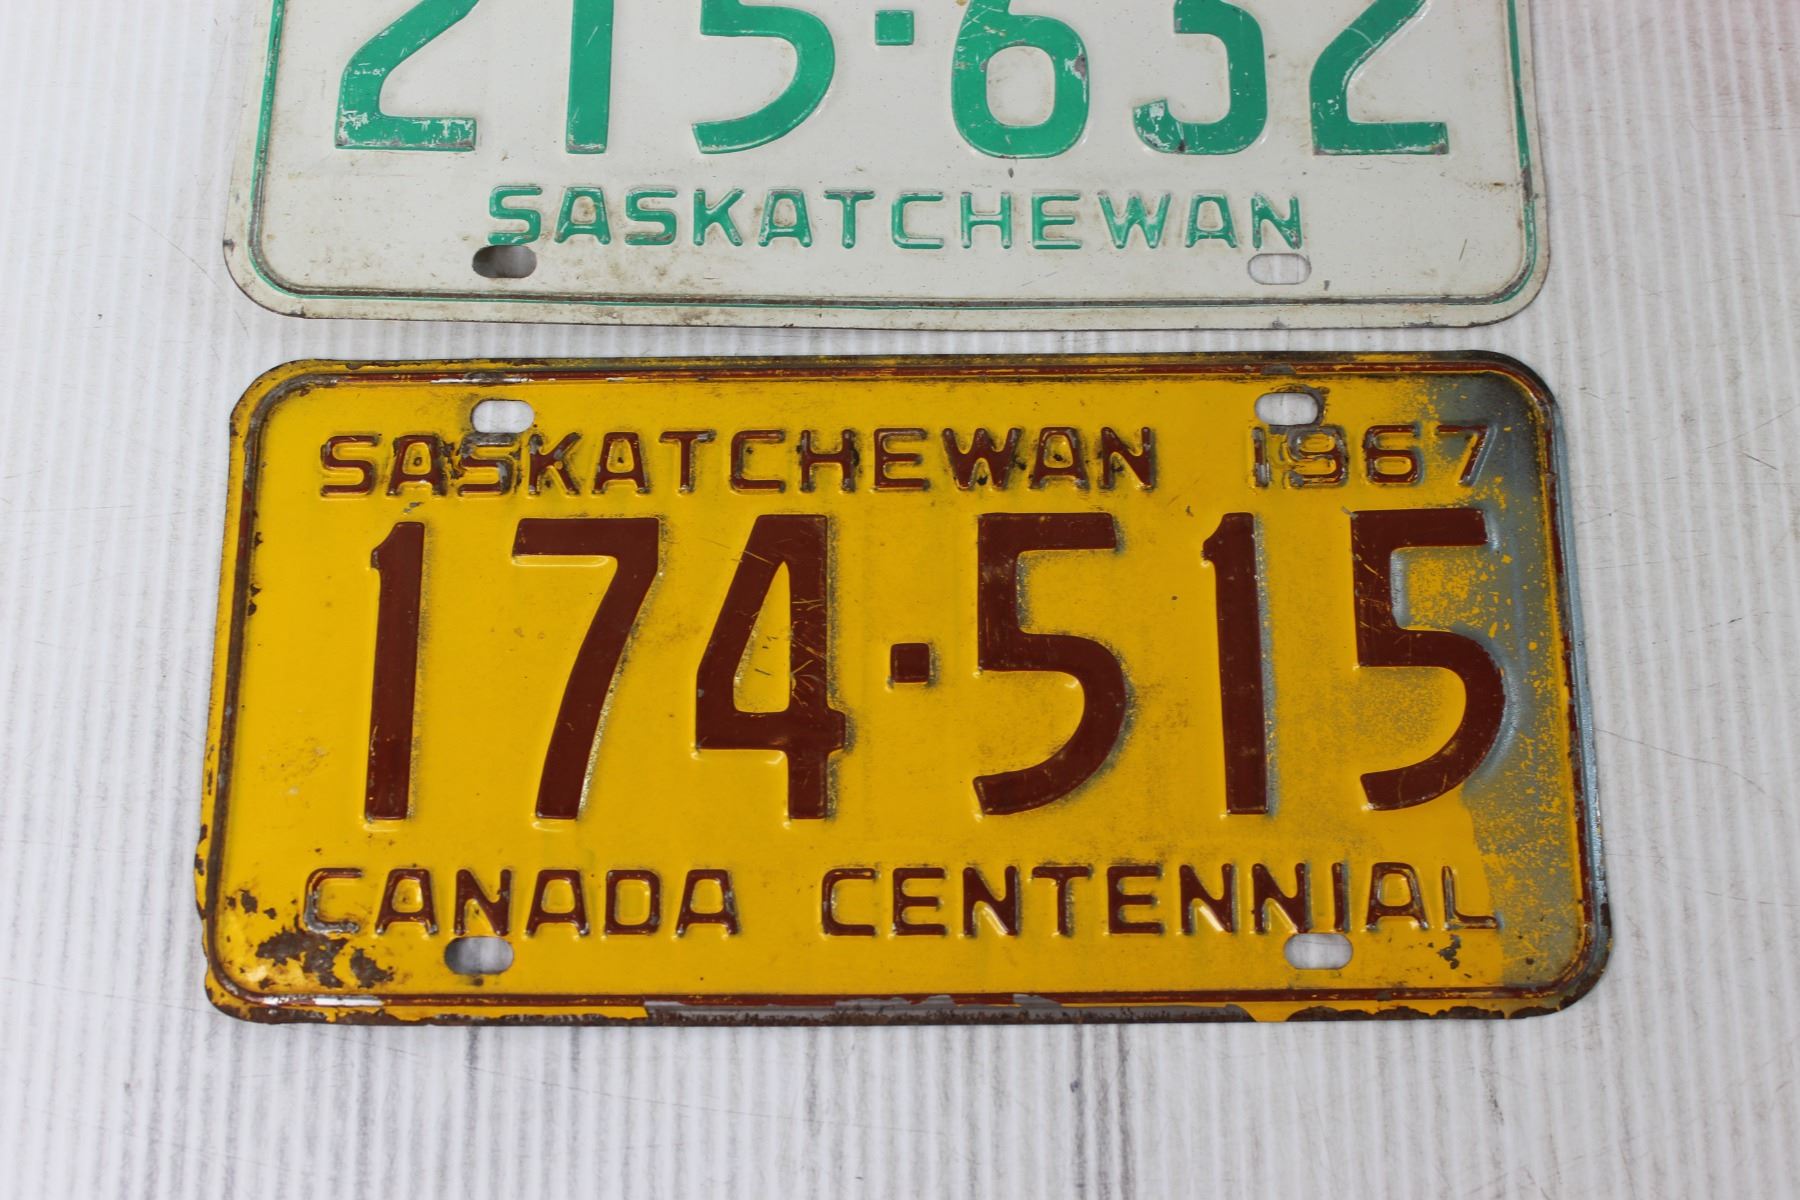 215·632
SASKATCHEWAN
SASKATCHEWAN 1967
174·515
CANADA CENTENNIAL